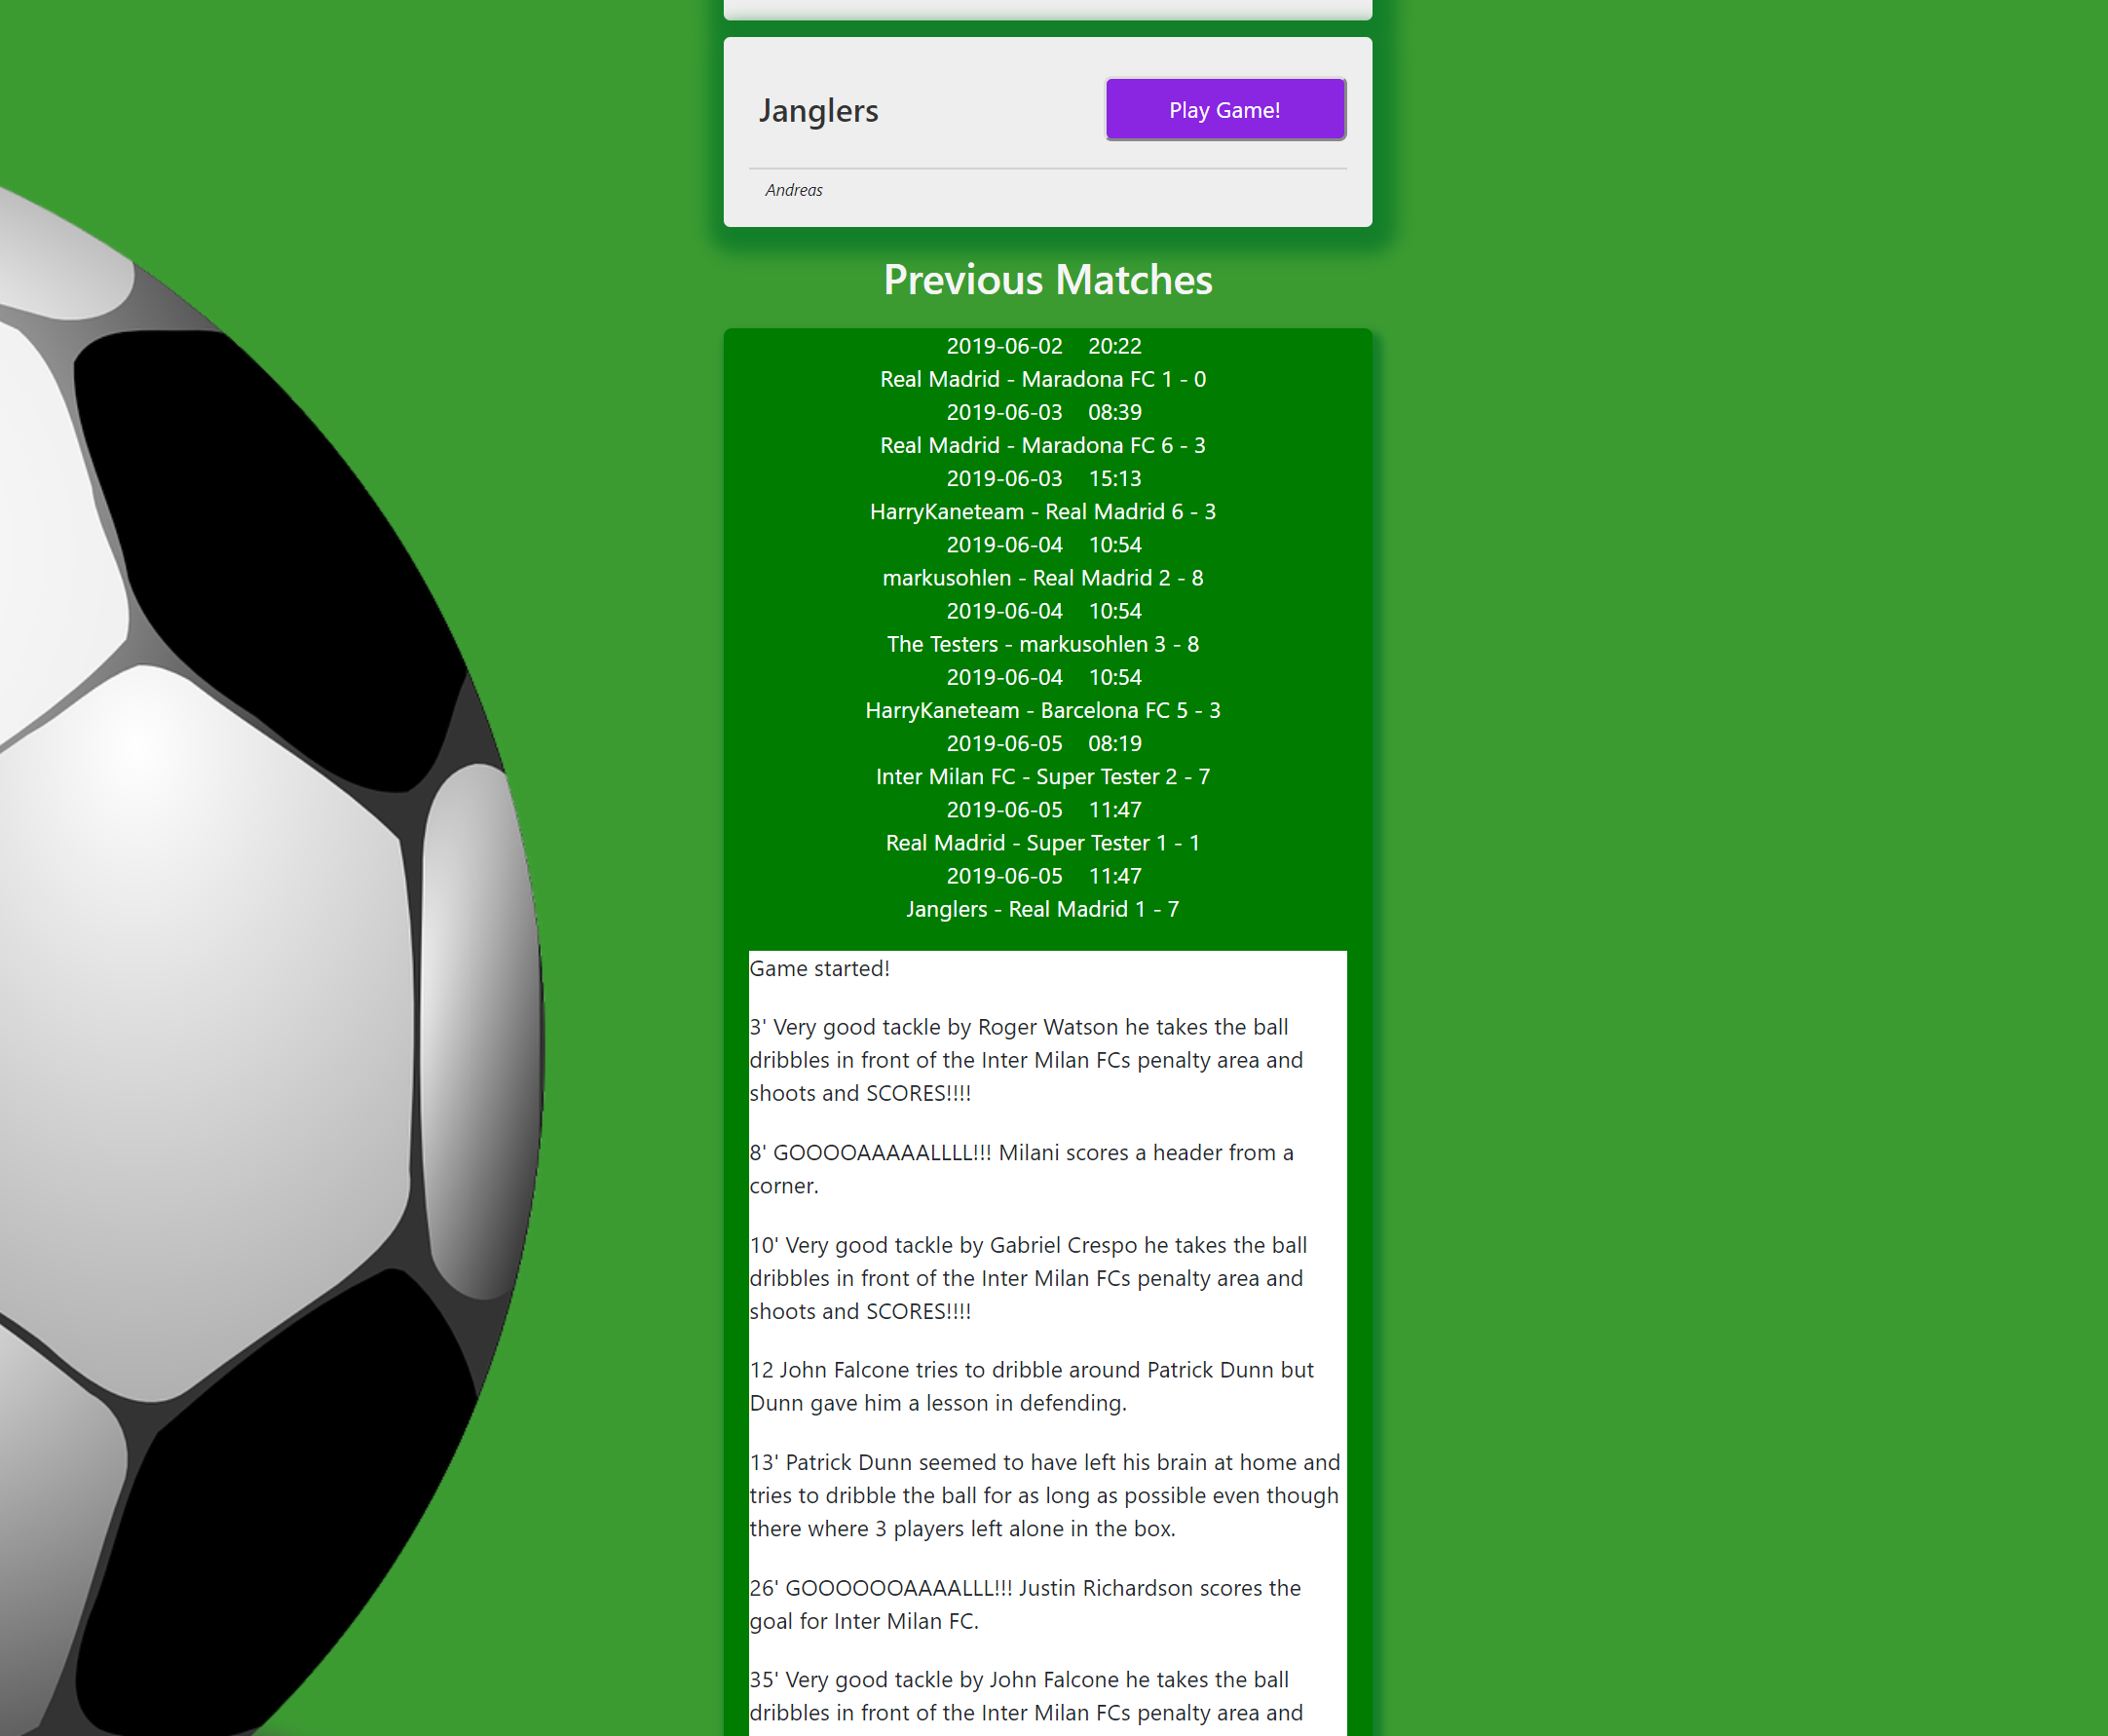 Janglers
Play Game!
Andreas
Previous Matches
2019-06-02 20:22
Real Madrid - Maradona FC 1 - 0
2019-06-03 08:39
Real Madrid - Maradona FC 6 - 3
2019-06-03 15:13
HarryKaneteam - Real Madrid 6 - 3
2019-06-04 10:54
markusohlen - Real Madrid 2 - 8
2019-06-04 10:54
The Testers - markusohlen 3 - 8
2019-06-04 10:54
HarryKaneteam - Barcelona FC 5 - 3
2019-06-05 08:19
Inter Milan FC - Super Tester 2 - 7
2019-06-05 11:47
Real Madrid - Super Tester 1 - 1
2019-06-05 11:47
Janglers - Real Madrid 1 - 7
Game started!
3' Very good tackle by Roger Watson he takes the ball
dribbles in front of the Inter Milan FCs penalty area and
shoots and SCORES!!!!
8' GOOOOAAAAALLLL!!! Milani scores a header from a
corner.
10' Very good tackle by Gabriel Crespo he takes the ball
dribbles in front of the Inter Milan FCs penalty area and
shoots and SCORES!!!!
12 John Falcone tries to dribble around Patrick Dunn but
Dunn gave him a lesson in defending.
13' Patrick Dunn seemed to have left his brain at home and
tries to dribble the ball for as long as possible even though
there where 3 players left alone in the box.
26' GOOOOOOAAAALLL!!! Justin Richardson scores the
goal for Inter Milan FC.
35' Very good tackle by John Falcone he takes the ball
dribbles in front of the Inter Milan FCs penalty area and